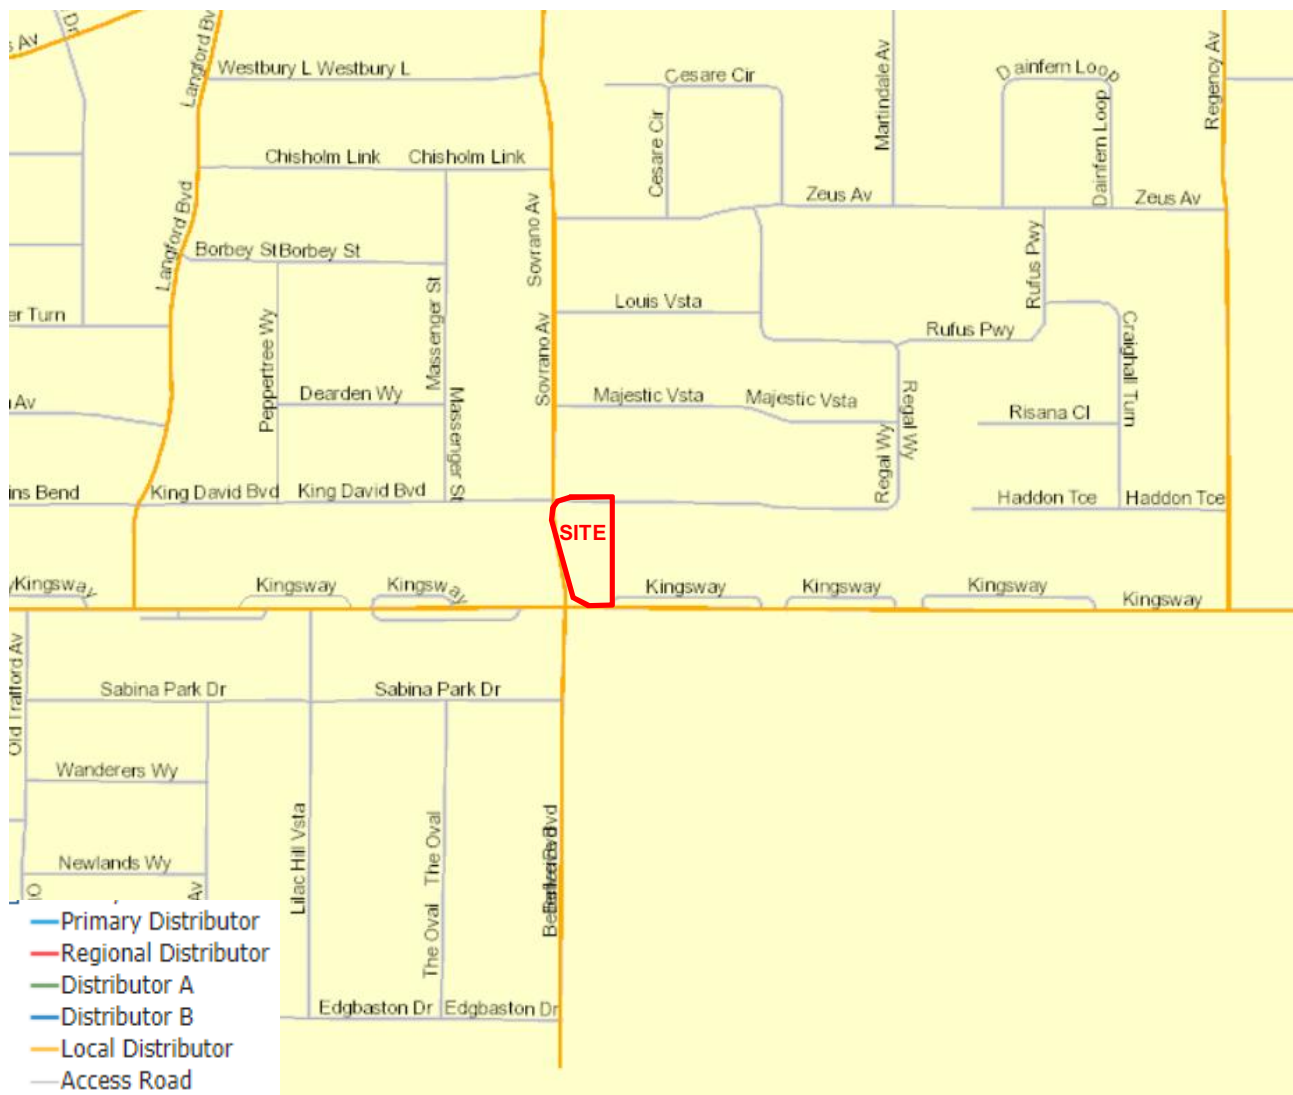 s Av
Dr
Langford Bv
Westbury L Westbury L
Cesare Cir
Martindale Av
Dainfern Loop
Regency Av
Chisholm Link
Chisholm Link
Cesare Cir
Dainfern Loop
Langford Bvd
Sovrano Av
Zeus Av
Zeus Av
Borbey St Borbey St
Rufus Pwy
er Turn
Peppertree Wy
Massenger St
Sovrano Av
Louis Vsta
Rufus Pwy
Craighall Turn
Av
Dearden Wy
Massenger St
Majestic Vsta
Majestic Vsta
Regal Wy
Regal Wy
Risana Cl
ins Bend
King David Bvd
King David Bvd
Haddon Tce
Haddon Tce
SITE
y Kingsway
Kingsway
Kingsway
Kingsway
Kingsway
Kingsway
Kingsway
Old Trafford Av
Sabina Park Dr
Sabina Park Dr
Wanderers Wy
Lilac Hill Vsta
The Oval
The Oval
Newlands Wy
Ol
Av
Edgbaston Dr
Edgbaston Dr
Primary Distributor
Regional Distributor
Distributor A
Distributor B
Local Distributor
Access Road